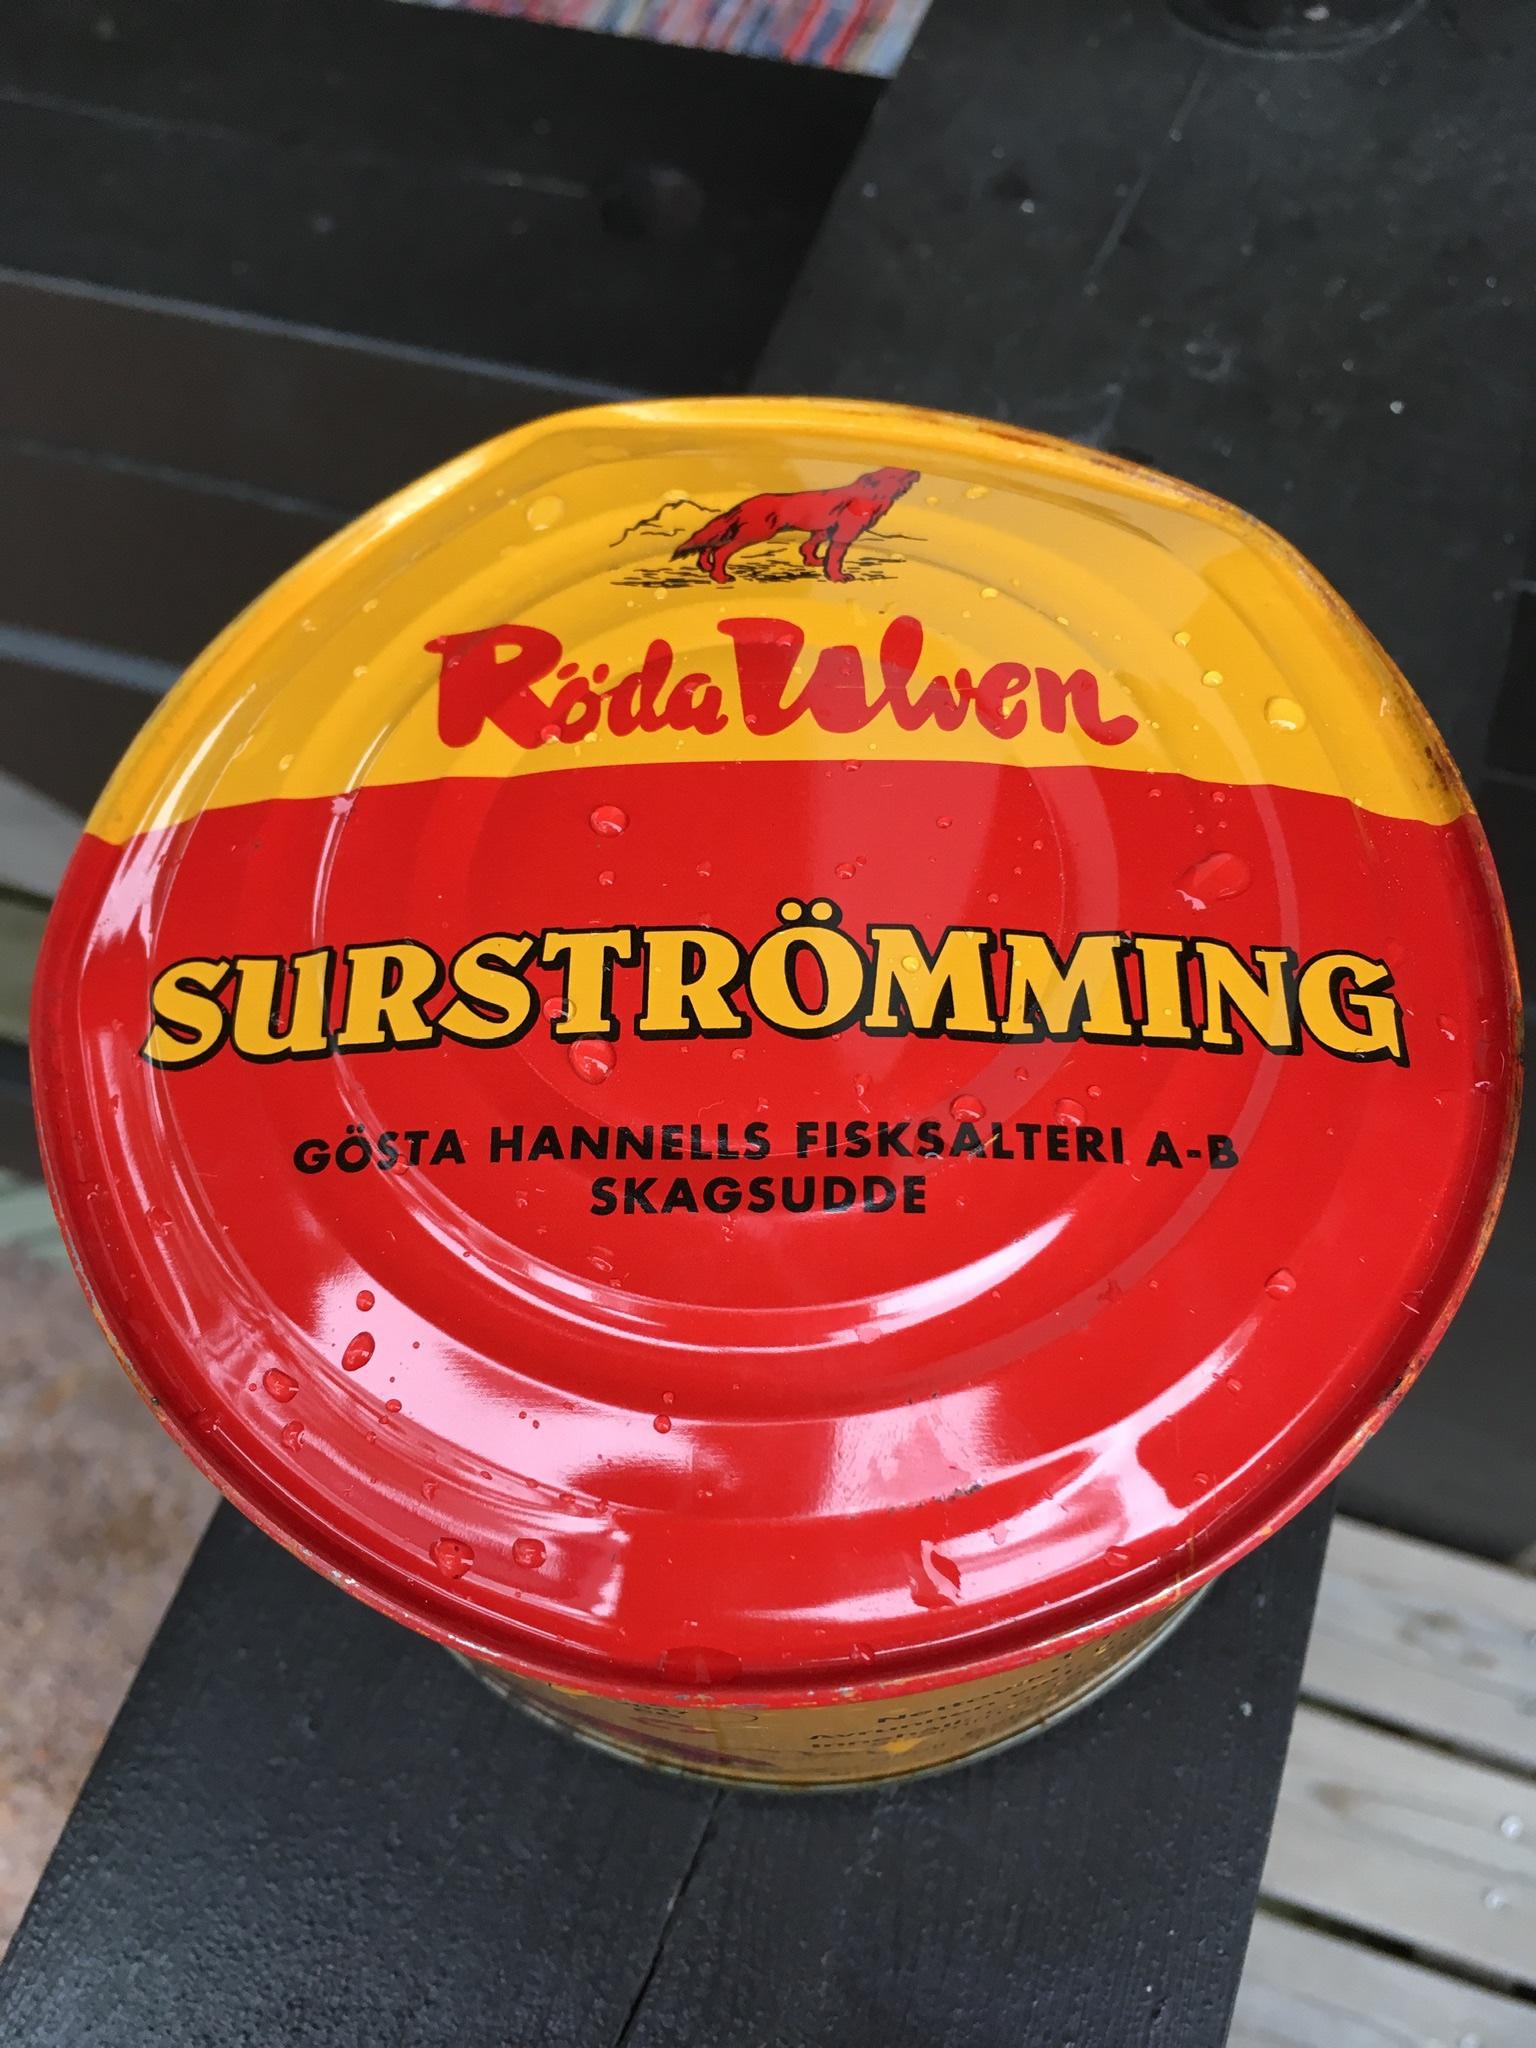 Röda Ulven
SURSTRÖMMING
GÖSTA HANNELLS FISKSALTERI A-B
SKAGSUDDE